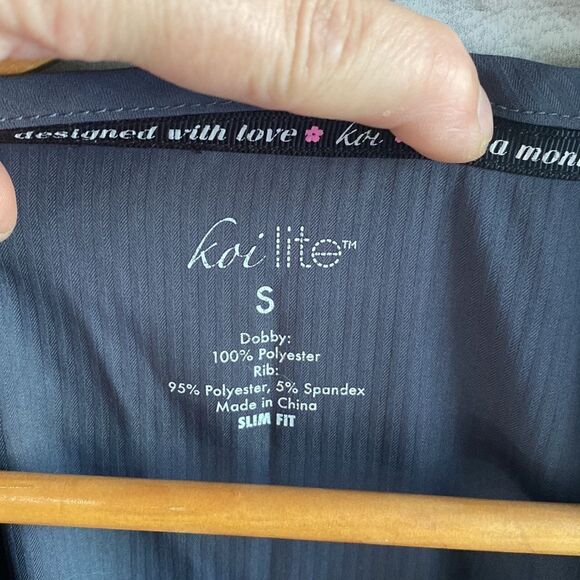 designed with love koi a
koi lite™
S
Dobby:
100% Polyester
Rib:
95% Polyester, 5% Spandex
Made in China
SLIM FIT